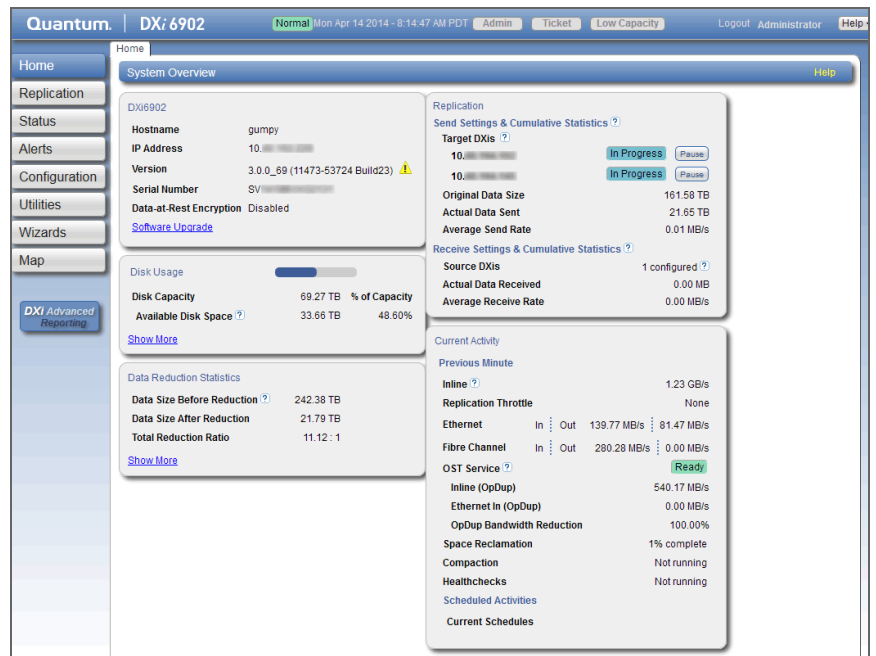 Quantum. DXi 6902 Normal Mon Apr 14 2014 - 8:14:47 AM PDT Admin Ticket Low Capacity Logout Administrator Help
Home
Home
Replication
Status
Alerts
Configuration
Utilities
Wizards
Map
DXi Advanced
Reporting
System Overview Help
DXi6902
Hostname gumpy
IP Address 10.
Version 3.0.0_69 (11473-53724 Build23)
Serial Number SV
Data-at-Rest Encryption Disabled
Software Upgrade
Disk Usage
Disk Capacity 69.27 TB % of Capacity
Available Disk Space ? 33.66 TB 48.60%
Show More
Data Reduction Statistics
Data Size Before Reduction ? 242.38 TB
Data Size After Reduction 21.79 TB
Total Reduction Ratio 11.12 : 1
Show More
Replication
Send Settings & Cumulative Statistics ?
Target DXis ?
10. In Progress Pause
10. In Progress Pause
Original Data Size 161.58 TB
Actual Data Sent 21.65 TB
Average Send Rate 0.01 MB/s
Receive Settings & Cumulative Statistics ?
Source DXis 1 configured ?
Actual Data Received 0.00 MB
Average Receive Rate 0.00 MB/s
Current Activity
Previous Minute
Inline ? 1.23 GB/s
Replication Throttle None
Ethernet In Out 139.77 MB/s 81.47 MB/s
Fibre Channel In Out 280.28 MB/s 0.00 MB/s
OST Service ? Ready
Inline (OpDup) 540.17 MB/s
Ethernet In (OpDup) 0.00 MB/s
OpDup Bandwidth Reduction 100.00%
Space Reclamation 1% complete
Compaction Not running
Healthchecks Not running
Scheduled Activities
Current Schedules